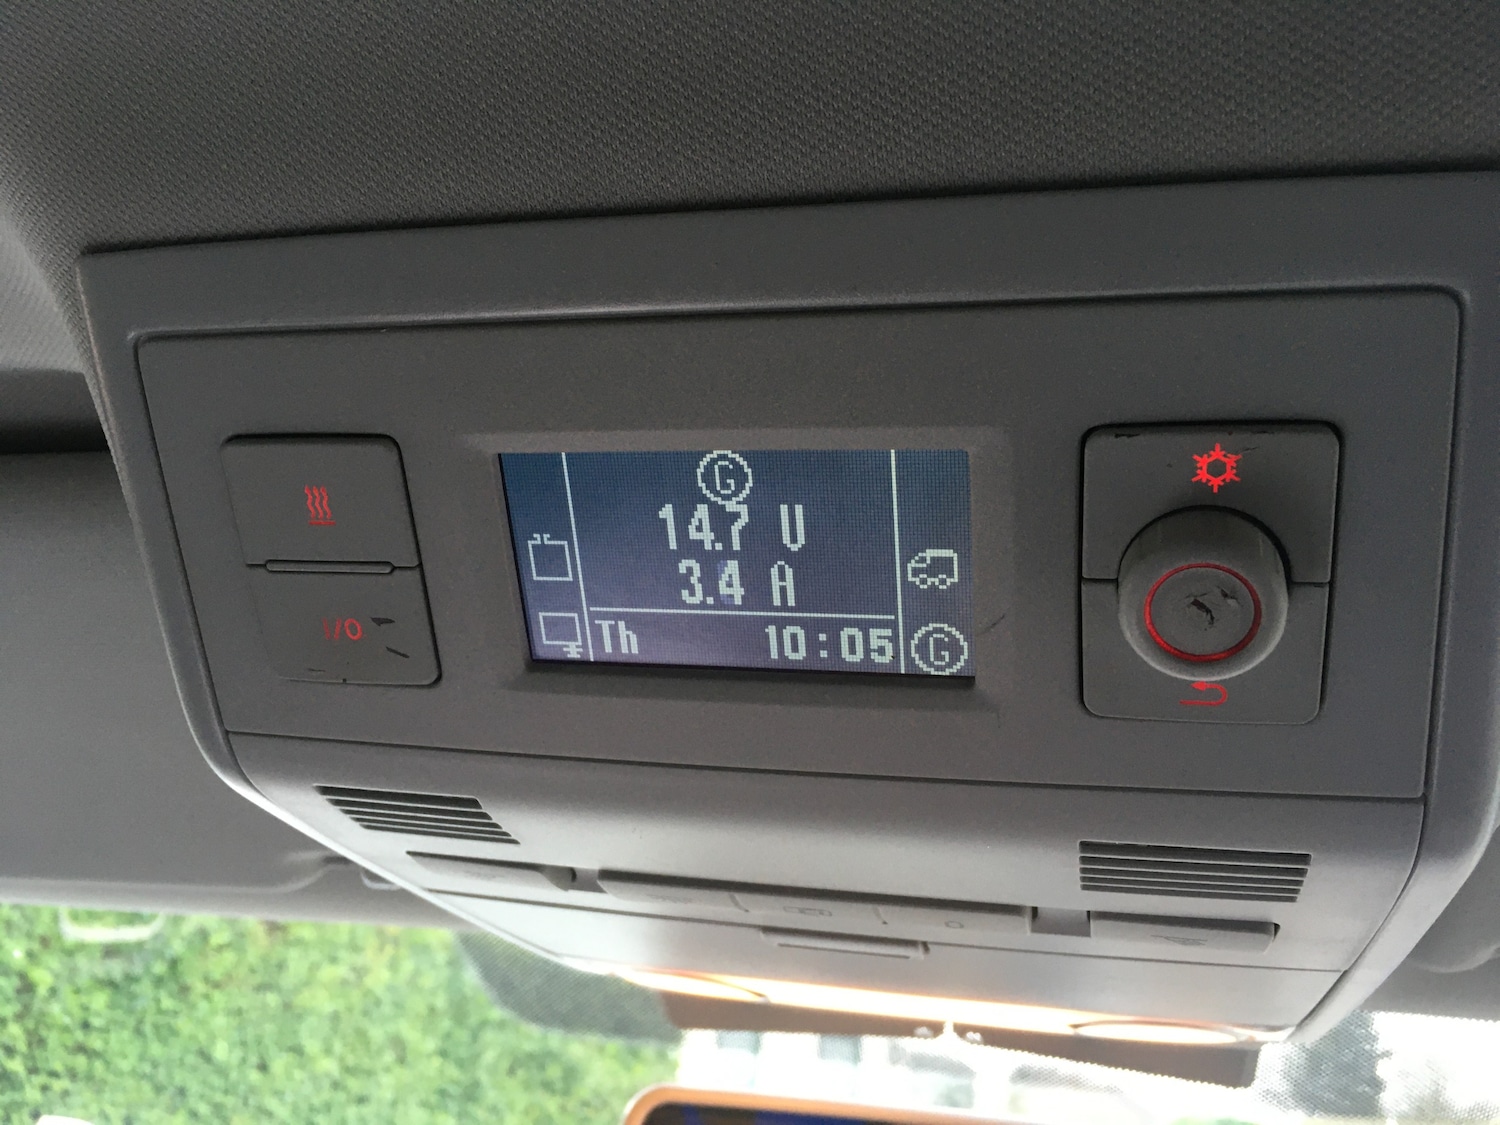 G
14.7 V
3.4 A
Th 10:05
G
I/O